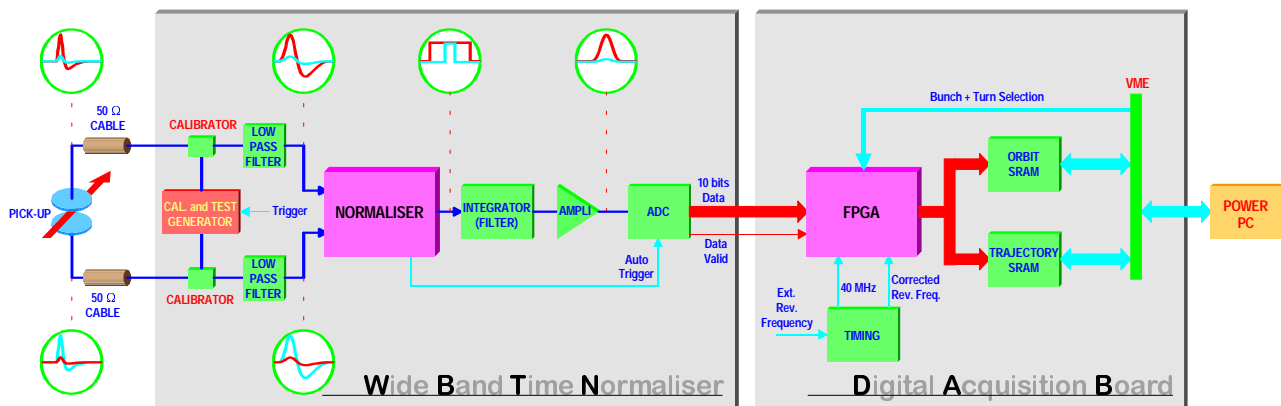 50 Ω
CABLE
PICK-UP
50 Ω
CABLE
CALIBRATOR
LOW
PASS
FILTER
CAL and TEST
GENERATOR
Trigger
CALIBRATOR
LOW
PASS
FILTER
NORMALISER
INTEGRATOR
(FILTER)
AMPLI
ADC
Auto
Trigger
10 bits
Data
Data
Valid
Wide Band Time Normaliser
Bunch + Turn Selection
VME
FPGA
ORBIT
SRAM
TRAJECTORY
SRAM
40 MHz
Corrected
Rev. Freq.
Ext.
Rev.
Frequency
TIMING
POWER
PC
Digital Acquisition Board